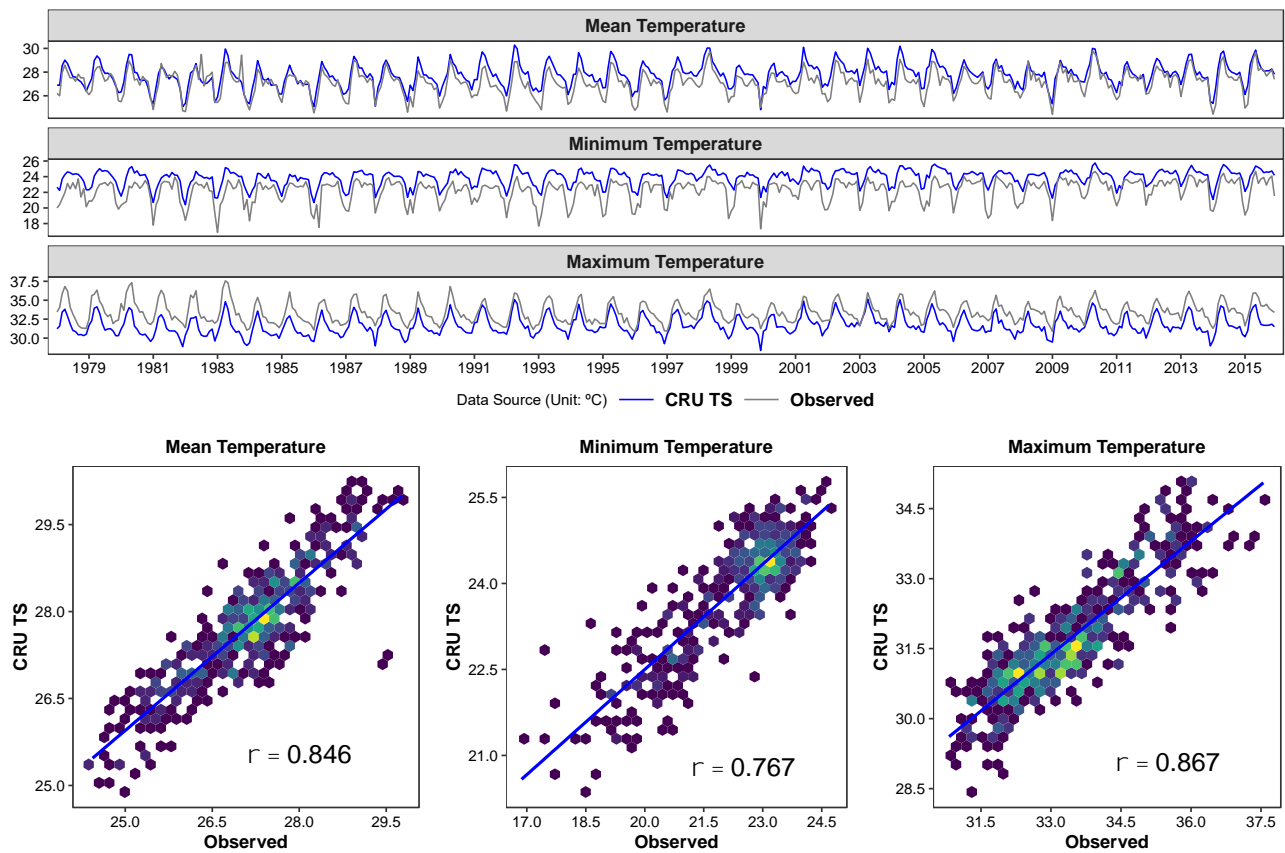 Mean Temperature
30
28
26
Minimum Temperature
26
24
22
20
18
Maximum Temperature
37.5
35.0
32.5
30.0
1979 1981 1983 1985 1987 1989 1991 1993 1995 1997 1999 2001 2003 2005 2007 2009 2011 2013 2015
Data Source (Unit: ºC) CRU TS Observed
Mean Temperature Minimum Temperature Maximum Temperature
CRU TS
29.5
28.0
26.5
25.0
r = 0.846
25.0 26.5 28.0 29.5
Observed
CRU TS
25.5
24.0
22.5
21.0
r = 0.767
17.0 18.5 20.0 21.5 23.0 24.5
Observed
CRU TS
34.5
33.0
31.5
30.0
28.5
r = 0.867
31.5 33.0 34.5 36.0 37.5
Observed